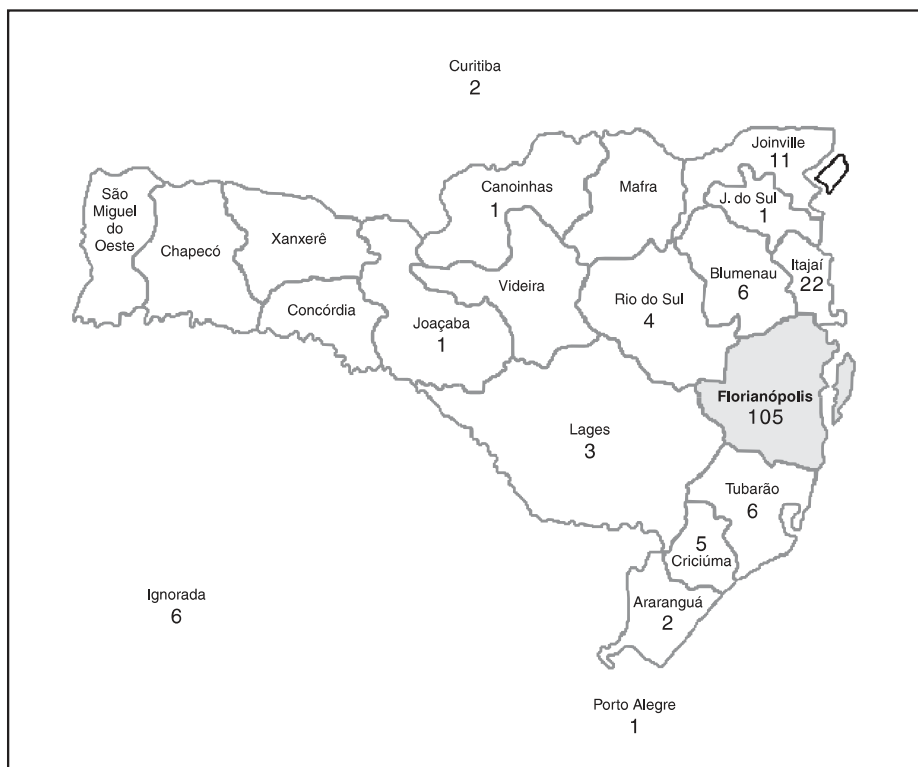 Curitiba
2
Joinville
11
São
Miguel
do
Oeste
Canoinhas
1
Mafra
J. do Sul
1
Chapecó
Xanxerê
Videira
Blumenau
6
Itajaí
22
Concórdia
Joaçaba
1
Rio do Sul
4
Florianópolis
105
Lages
3
Tubarão
6
5
Criciúma
Ignorada
6
Araranguá
2
Porto Alegre
1